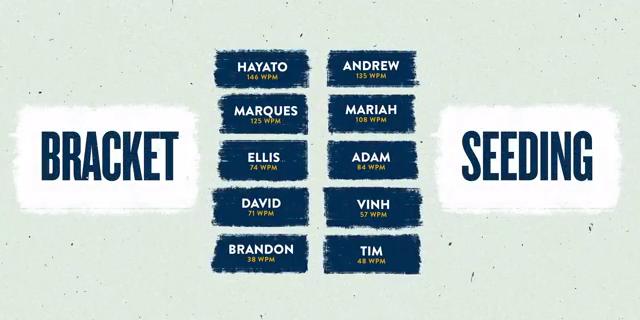 BRACKET
HAYATO
146 WPM
ANDREW
135 WPM
MARQUES
125 WPM
MARIAH
108 WPM
ELLIS
74 WPM
ADAM
84 WPM
DAVID
71 WPM
VINH
57 WPM
BRANDON
38 WPM
TIM
48 WPM
SEEDING